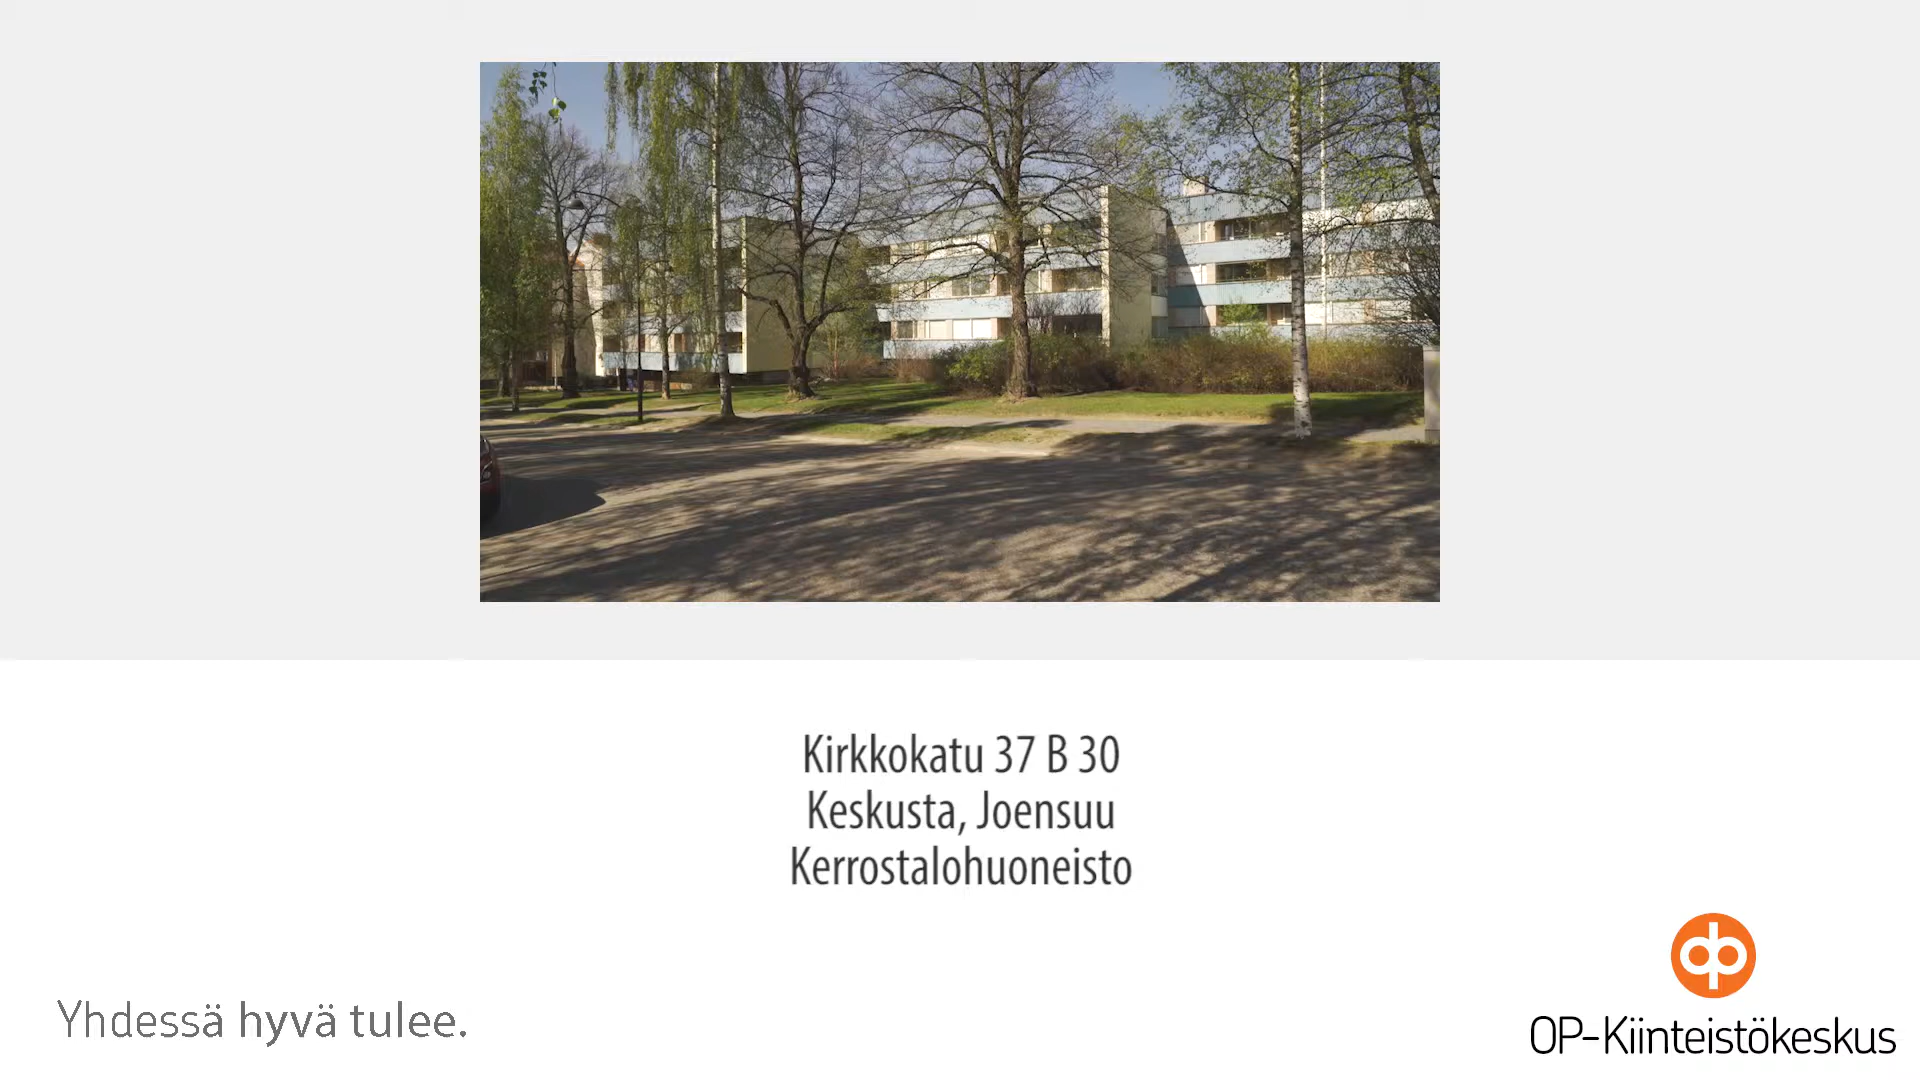 Kirkkokatu 37 B 30
Keskusta, Joensuu
Kerrostalohuoneisto
Yhdessä hyvä tulee.
OP-Kiinteistökeskus